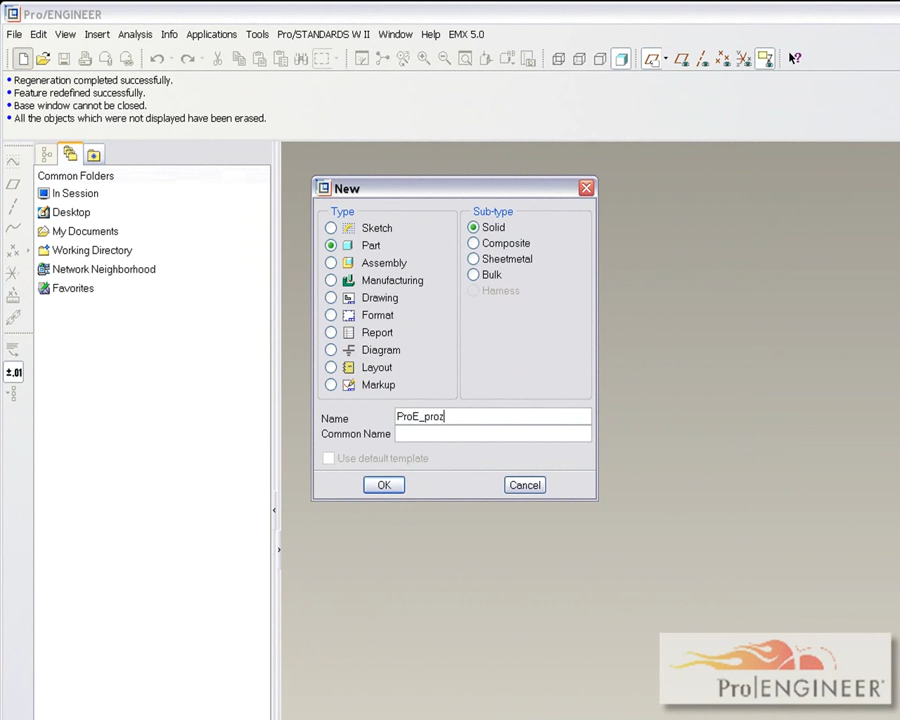 Pro/ENGINEER
File Edit View Insert Analysis Info Applications Tools Pro/STANDARDS W II Window Help EMX 5.0
Regeneration completed successfully.
Feature redefined successfully.
Base window cannot be closed.
All the objects which were not displayed have been erased.
Common Folders
In Session
Desktop
My Documents
Working Directory
Network Neighborhood
Favorites
±.01
New
Type
Sketch
Part
Assembly
Manufacturing
Drawing
Format
Report
Diagram
Layout
Markup
Sub-type
Solid
Composite
Sheetmetal
Bulk
Harness
Name ProE_proz
Common Name
Use default template
OK Cancel
Pro|ENGINEER®